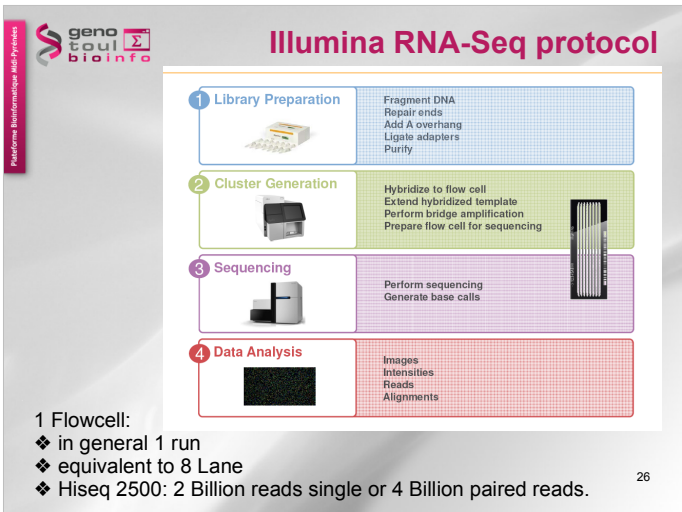 Plateforme Bioinformatique Midi-Pyrénées
geno
toul Σ
bioinfo
Illumina RNA-Seq protocol
1 Library Preparation
Fragment DNA
Repair ends
Add A overhang
Ligate adapters
Purify
2 Cluster Generation
Hybridize to flow cell
Extend hybridized template
Perform bridge amplification
Prepare flow cell for sequencing
3 Sequencing
Perform sequencing
Generate base calls
4 Data Analysis
Images
Intensities
Reads
Alignments
1 Flowcell:
❖ in general 1 run
❖ equivalent to 8 Lane
❖ Hiseq 2500: 2 Billion reads single or 4 Billion paired reads.
26